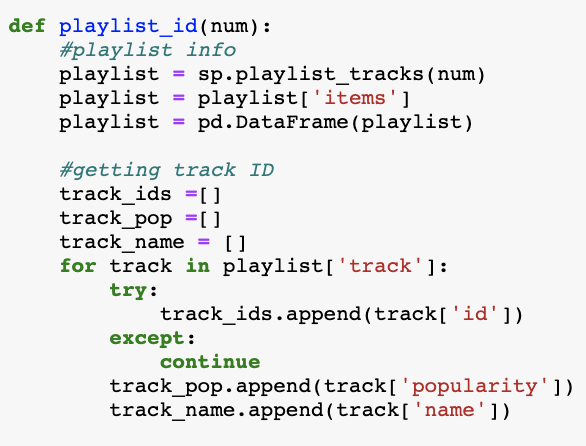 def playlist_id(num):
    #playlist info
    playlist = sp.playlist_tracks(num)
    playlist = playlist['items']
    playlist = pd.DataFrame(playlist)

    #getting track ID
    track_ids =[]
    track_pop =[]
    track_name = []
    for track in playlist['track']:
        try:
            track_ids.append(track['id'])
        except:
            continue
        track_pop.append(track['popularity'])
        track_name.append(track['name'])